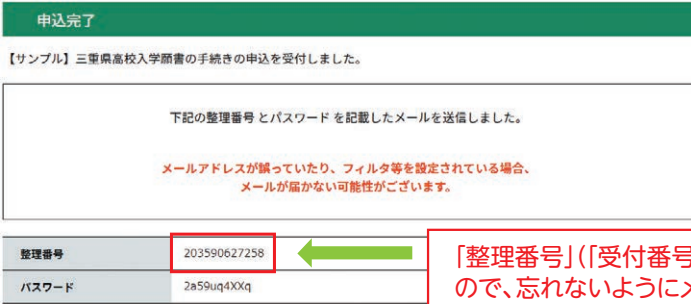 申込完了
【サンプル】三重県高校入学願書の手続きの申込を受付しました。
下記の整理番号 とパスワード を記載したメールを送信しました。
メールアドレスが誤っていたり、フィルタ等を設定されている場合、
メールが届かない可能性がございます。
整理番号 203590627258
「整理番号」(「受付番号
パスワード 2a59uq4XXq
ので、忘れないように